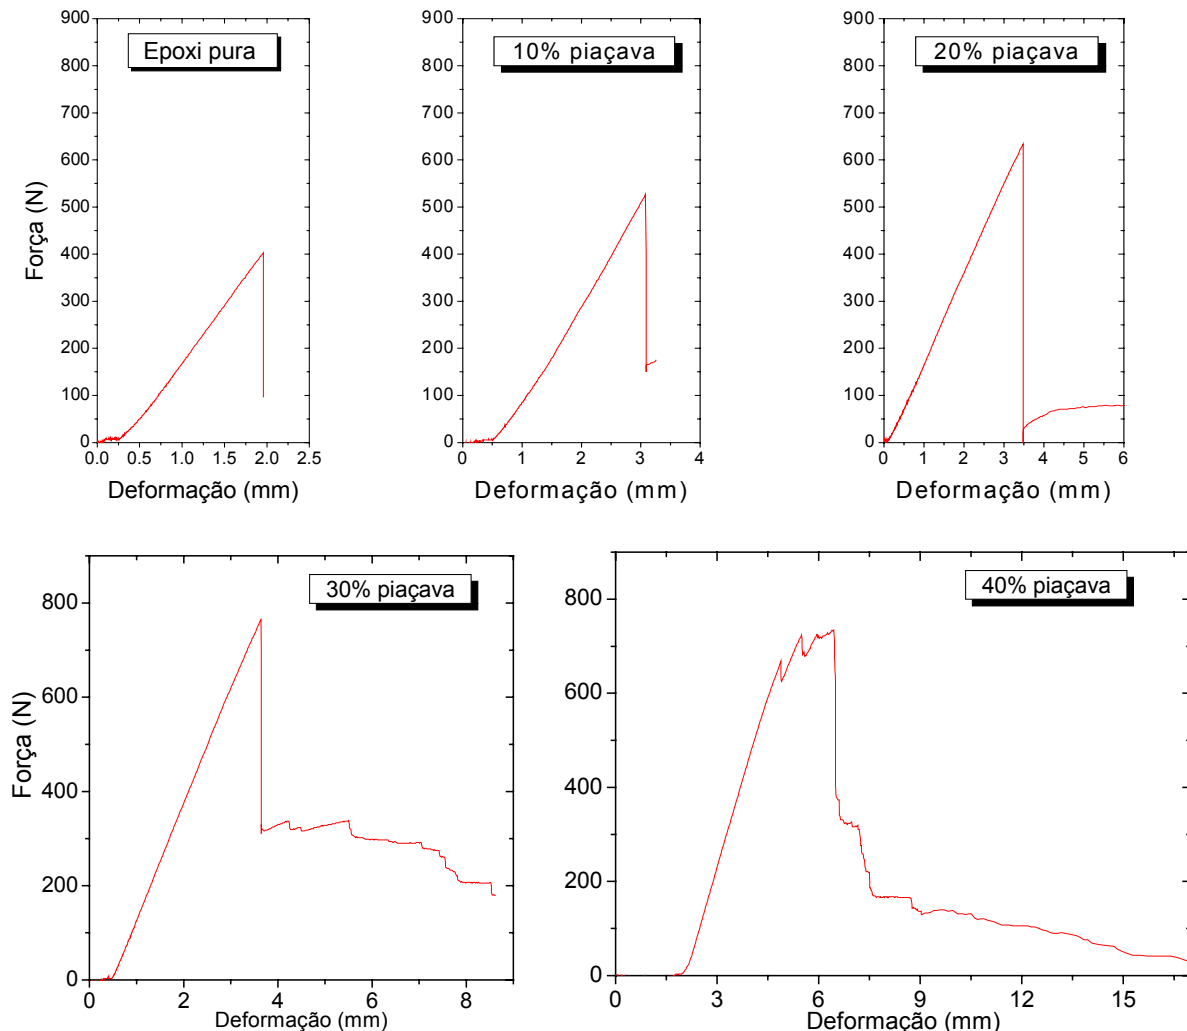 Epoxi pura
900
800
700
600
500
400
300
200
100
0
0.0 0.5 1.0 1.5 2.0 2.5
Força (N)
Deformação (mm)
10% piaçava
900
800
700
600
500
400
300
200
100
0
0 1 2 3 4
Deformação (mm)
20% piaçava
900
800
700
600
500
400
300
200
100
0
0 1 2 3 4 5 6
Deformação (mm)
30% piaçava
800
600
400
200
0
0 2 4 6 8
Força (N)
Deformação (mm)
40% piaçava
800
600
400
200
0
0 3 6 9 12 15
Deformação (mm)